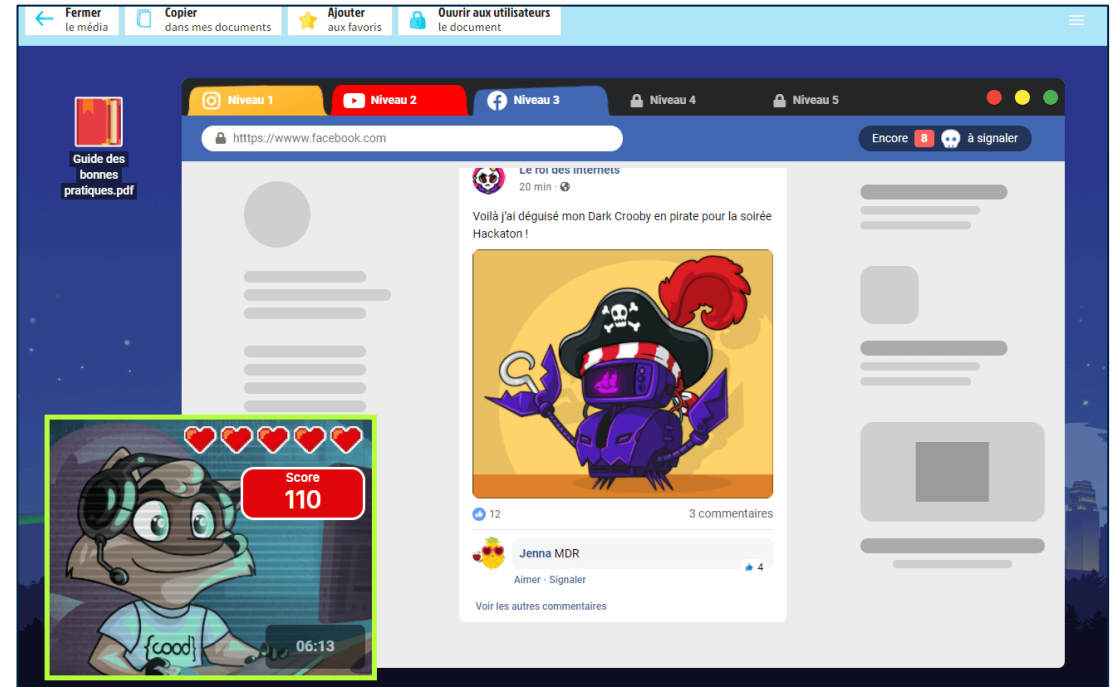 Fermer
le média
Copier
dans mes documents
Ajouter
aux favoris
Ouvrir aux utilisateurs
le document
Niveau 1
Niveau 2
Niveau 3
Niveau 4
Niveau 5
htttps://wwww.facebook.com
Encore 8 à signaler
Guide des
bonnes
pratiques.pdf
Le roi des internets
20 min ·
Voilà j'ai déguisé mon Dark Crooby en pirate pour la soirée
Hackaton !
12
3 commentaires
Jenna MDR
4
Aimer · Signaler
Voir les autres commentaires
Score
110
{cood}
06:13